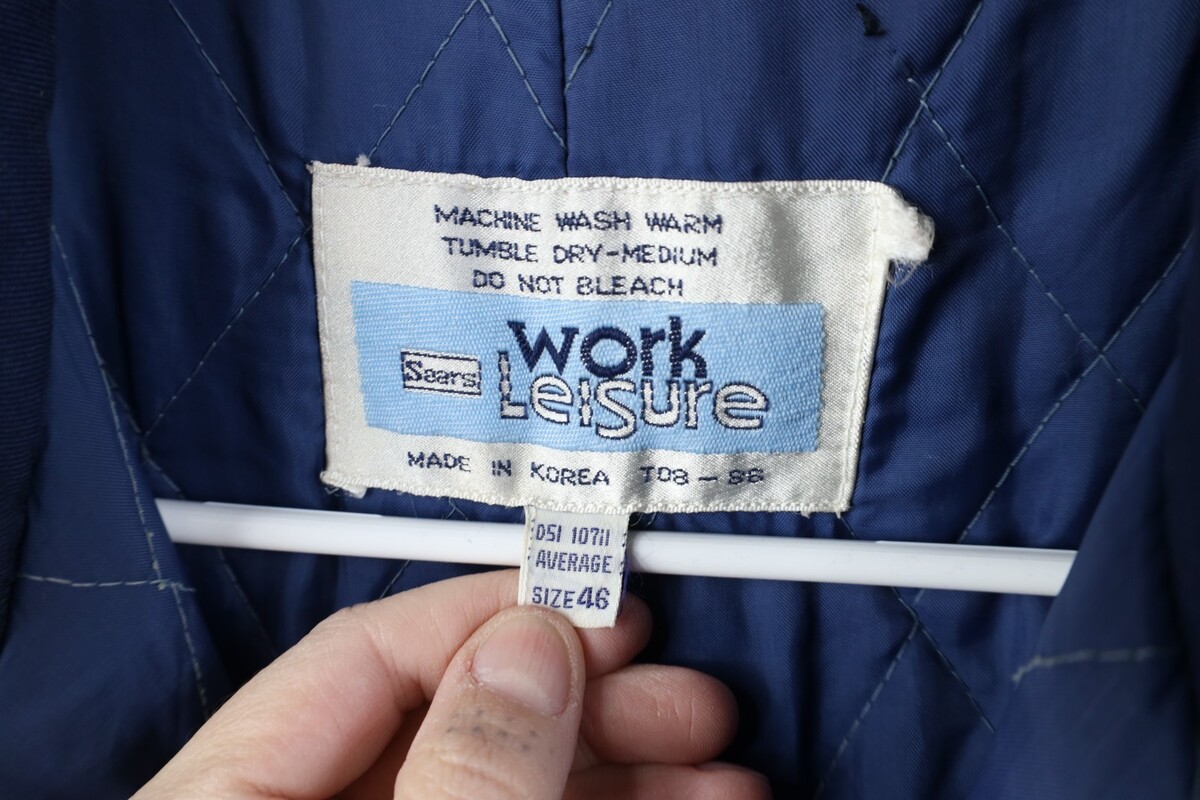 MACHINE WASH WARM
TUMBLE DRY-MEDIUM
DO NOT BLEACH
Sears
work
Leisure
MADE IN KOREA T08 - 86
051 10711
AVERAGE
SIZE 46